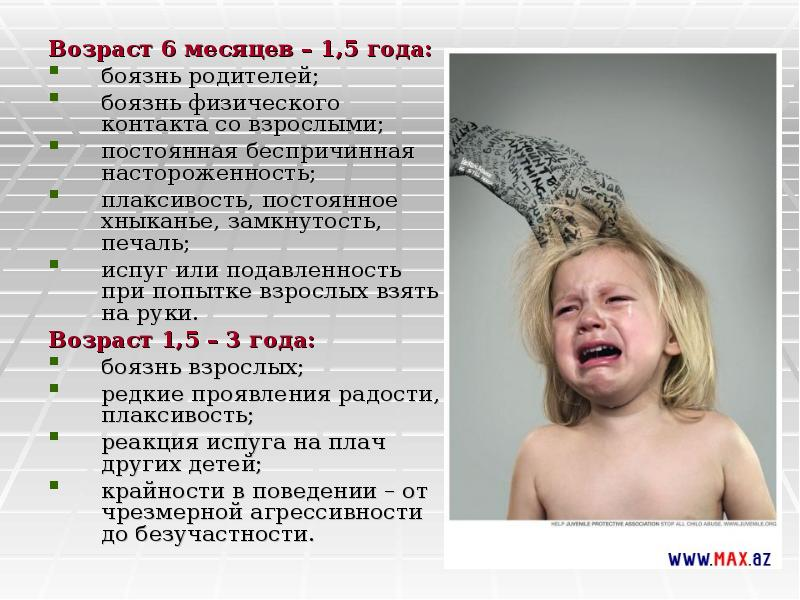 Возраст 6 месяцев – 1,5 года:
боязнь родителей;
боязнь физического
контакта со взрослыми;
постоянная беспричинная
настороженность;
плаксивость, постоянное
хныканье, замкнутость,
печаль;
испуг или подавленность
при попытке взрослых взять
на руки.
Возраст 1,5 – 3 года:
боязнь взрослых;
редкие проявления радости,
плаксивость;
реакция испуга на плач
других детей;
крайности в поведении – от
чрезмерной агрессивности
до безучастности.
HELP JUVENILE PROTECTIVE ASSOCIATION STOP ALL CHILD ABUSE. WWW.JUVENILE.ORG
www.MAX.az